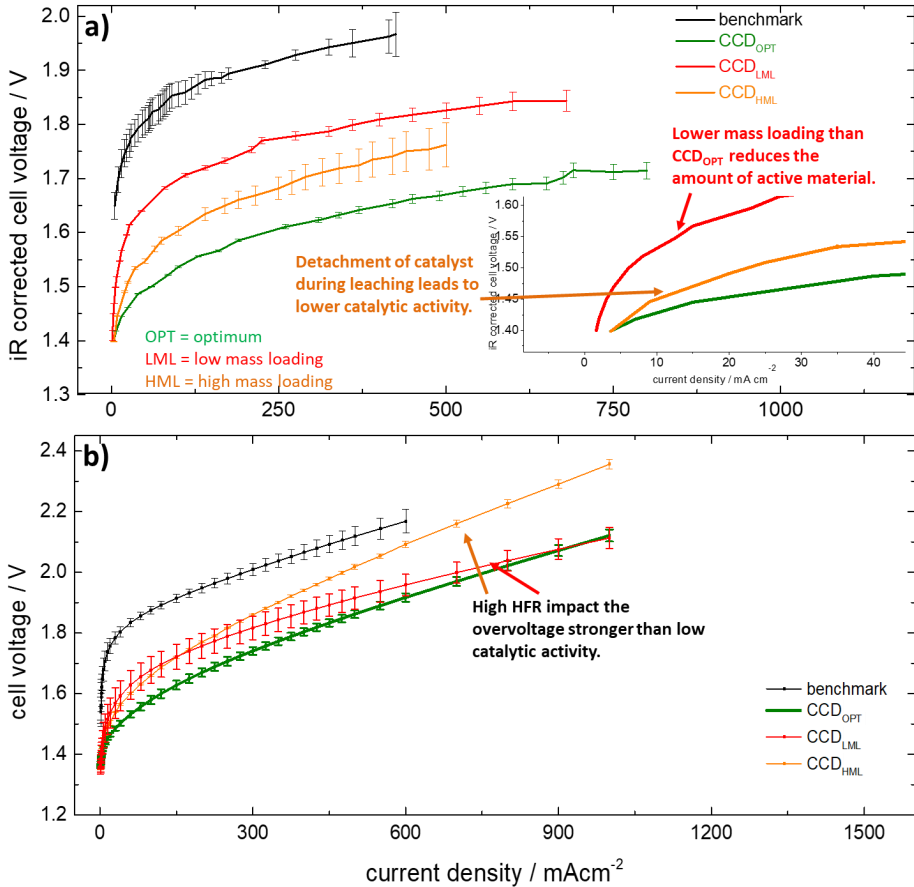 a)
benchmark
CCD_OPT
CCD_LML
CCD_HML
2.0
1.9
1.8
1.7
1.6
1.5
1.4
1.3
iR corrected cell voltage / V
Lower mass loading than
CCD_OPT reduces the
amount of active material.
Detachment of catalyst
during leaching leads to
lower catalytic activity.
1.60
1.55
1.50
1.45
1.40
iR corrected cell voltage / V
0 10 20 30 40
current density / mA cm^-2
OPT = optimum
LML = low mass loading
HML = high mass loading
0 250 500 750 1000
b)
2.4
2.2
2.0
1.8
1.6
1.4
1.2
cell voltage / V
High HFR impact the
overvoltage stronger than low
catalytic activity.
benchmark
CCD_OPT
CCD_LML
CCD_HML
0 300 600 900 1200 1500
current density / mAcm^-2